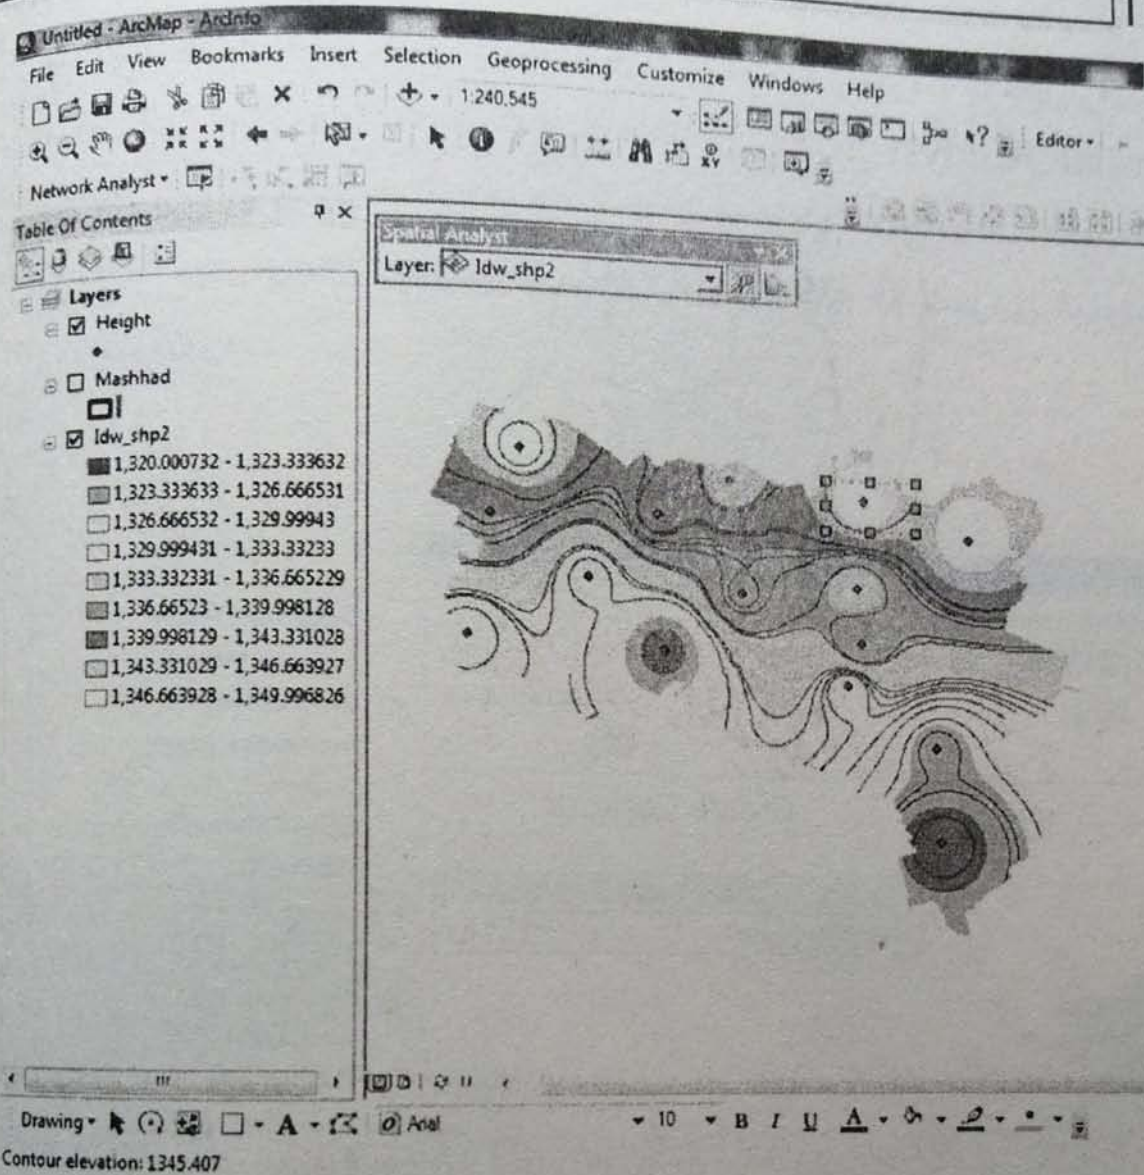 Untitled - ArcMap - ArcInfo
File Edit View Bookmarks Insert Selection Geoprocessing Customize Windows Help
1:240,545
Editor
Network Analyst
Table Of Contents
Spatial Analyst
Layer: Idw_shp2
Layers
Height
Mashhad
Idw_shp2
1,320.000732 - 1,323.333632
1,323.333633 - 1,326.666531
1,326.666532 - 1,329.99943
1,329.999431 - 1,333.33233
1,333.332331 - 1,336.665229
1,336.66523 - 1,339.998128
1,339.998129 - 1,343.331028
1,343.331029 - 1,346.663927
1,346.663928 - 1,349.996826
Drawing A Arial 10 B I U A
Contour elevation: 1345.407